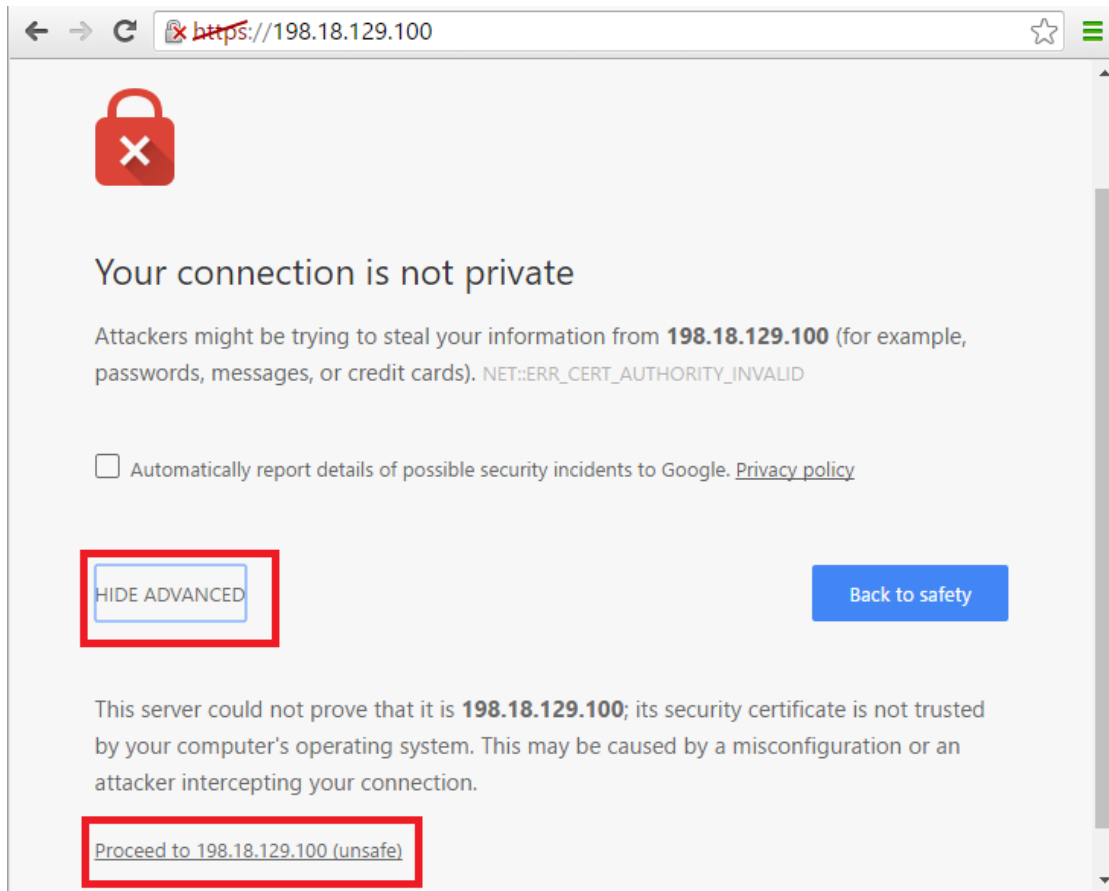 https://198.18.129.100
Your connection is not private
Attackers might be trying to steal your information from 198.18.129.100 (for example,
passwords, messages, or credit cards). NET::ERR_CERT_AUTHORITY_INVALID
Automatically report details of possible security incidents to Google. Privacy policy
HIDE ADVANCED
Back to safety
This server could not prove that it is 198.18.129.100; its security certificate is not trusted
by your computer's operating system. This may be caused by a misconfiguration or an
attacker intercepting your connection.
Proceed to 198.18.129.100 (unsafe)